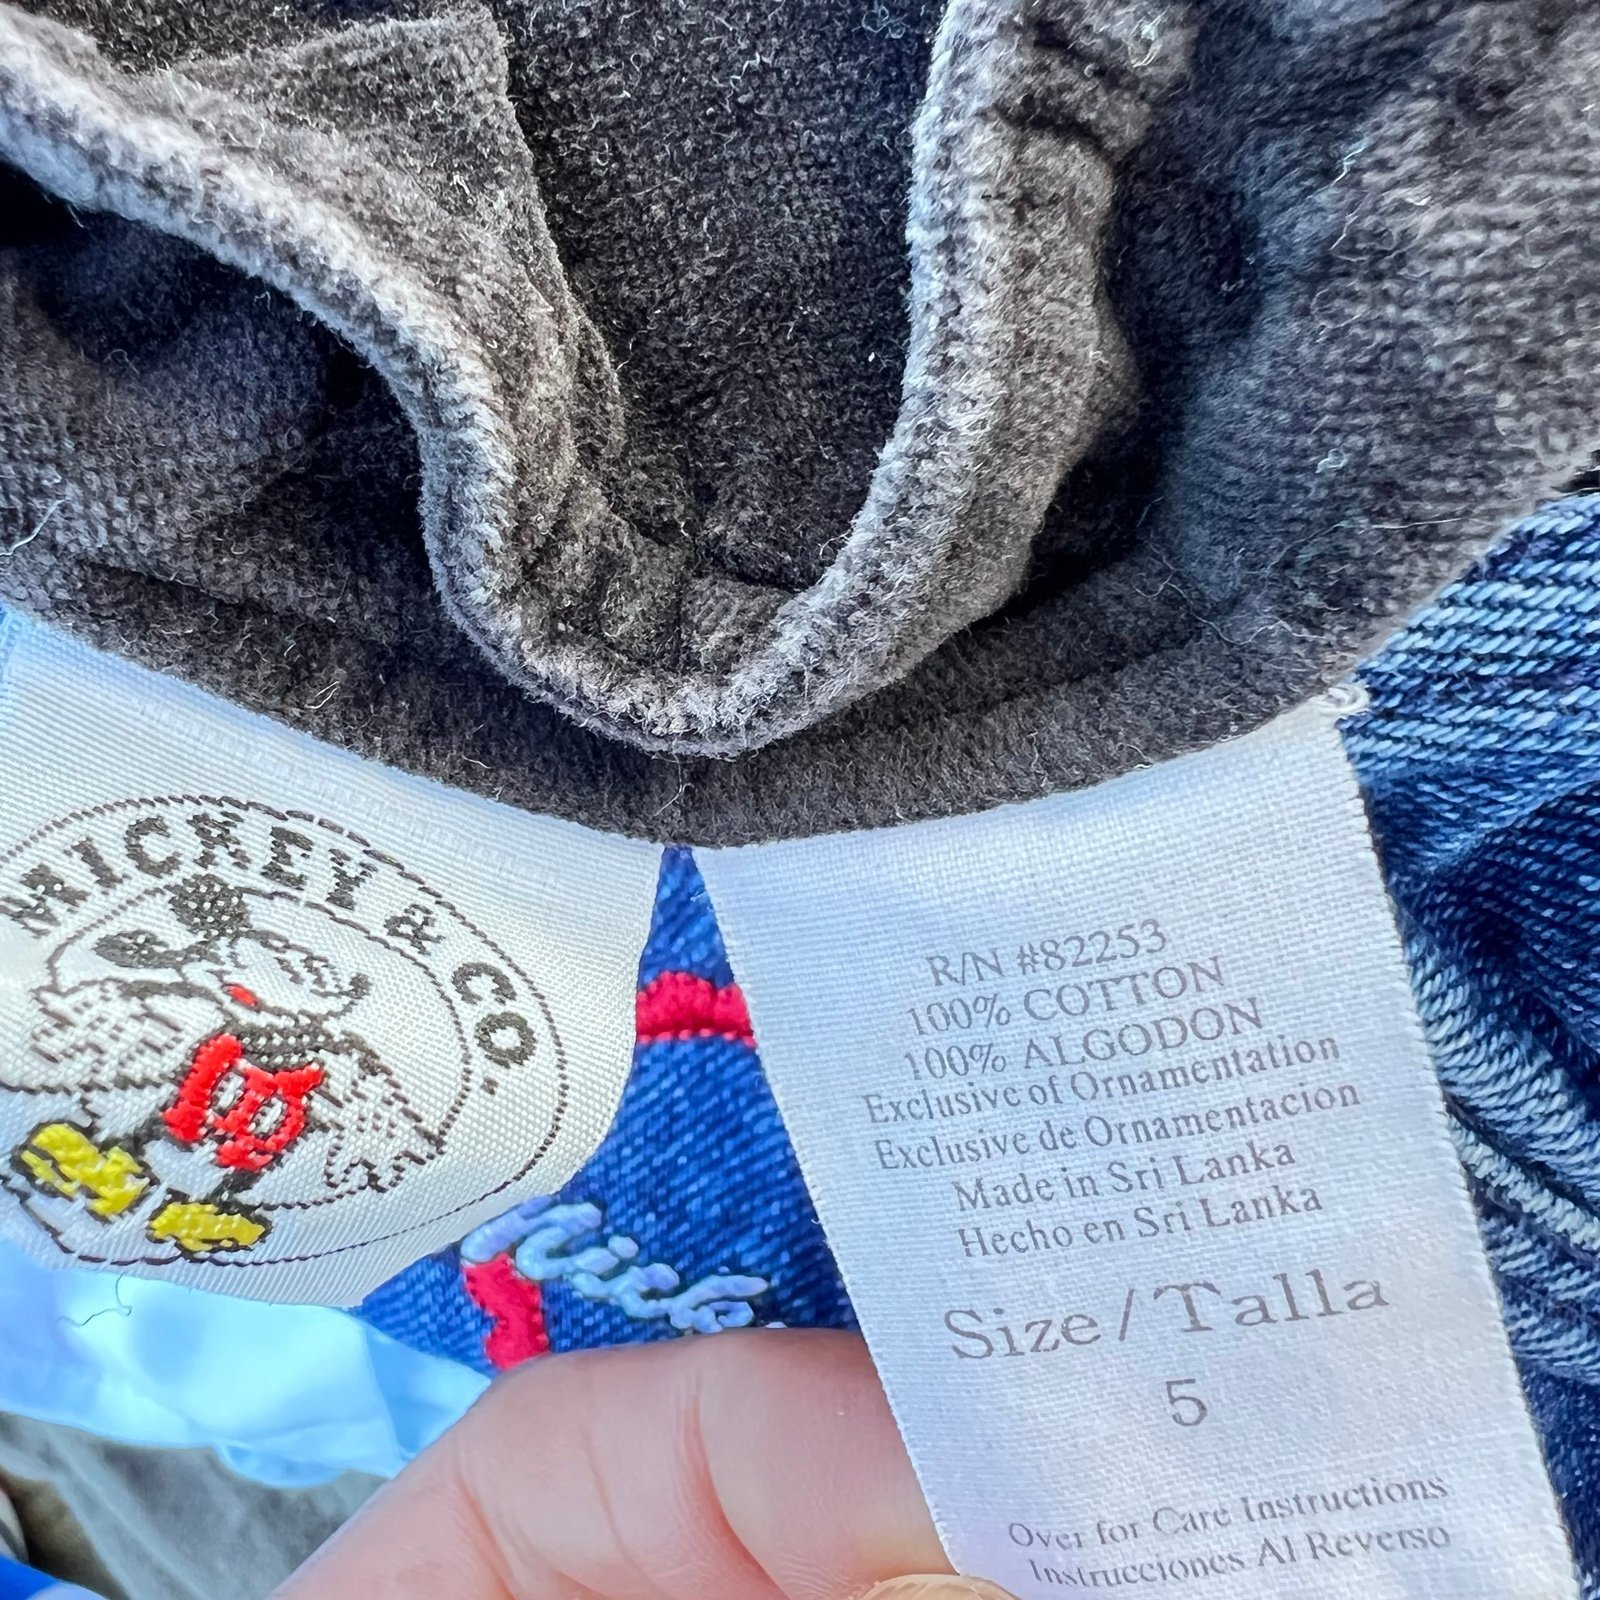 MICKEY & CO.
R/N #82253
100% COTTON
100% ALGODON
Exclusive of Ornamentation
Exclusive de Ornamentacion
Made in Sri Lanka
Hecho en Sri Lanka
Size / Talla
5
Over for Care Instructions
Instrucciones Al Reverso